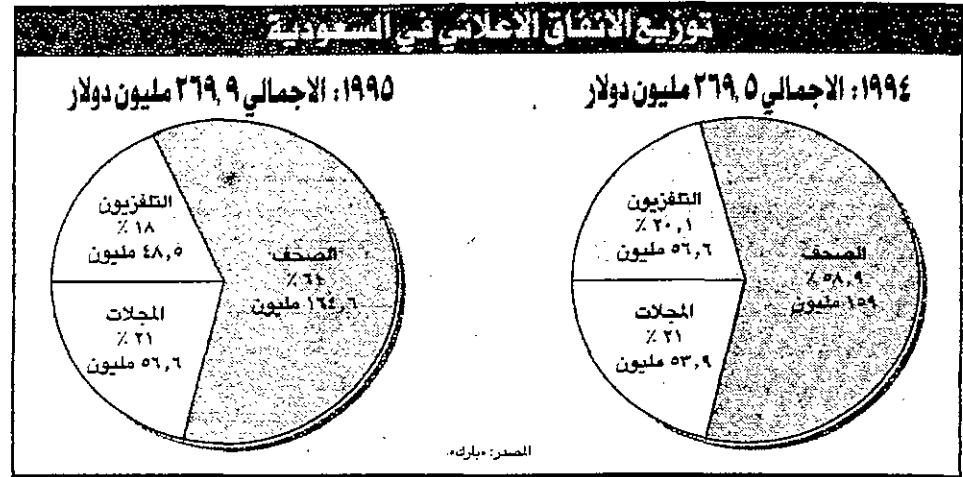 توزيع الانفاق الاعلاني في السعودية
١٩٩٤: الاجمالي ٢٦٩,٥ مليون دولار
الصحف
٥٨,٩ ٪
١٥٩ مليون
التلفزيون
٢٠,١ ٪
٥٦,٦ مليون
المجلات
٢١ ٪
٥٣,٩ مليون
١٩٩٥: الاجمالي ٢٦٩,٩ مليون دولار
الصحف
٦١ ٪
١٦٤,٦ مليون
التلفزيون
١٨ ٪
٤٨,٥ مليون
المجلات
٢١ ٪
٥٦,٦ مليون
المصدر: «بارك».